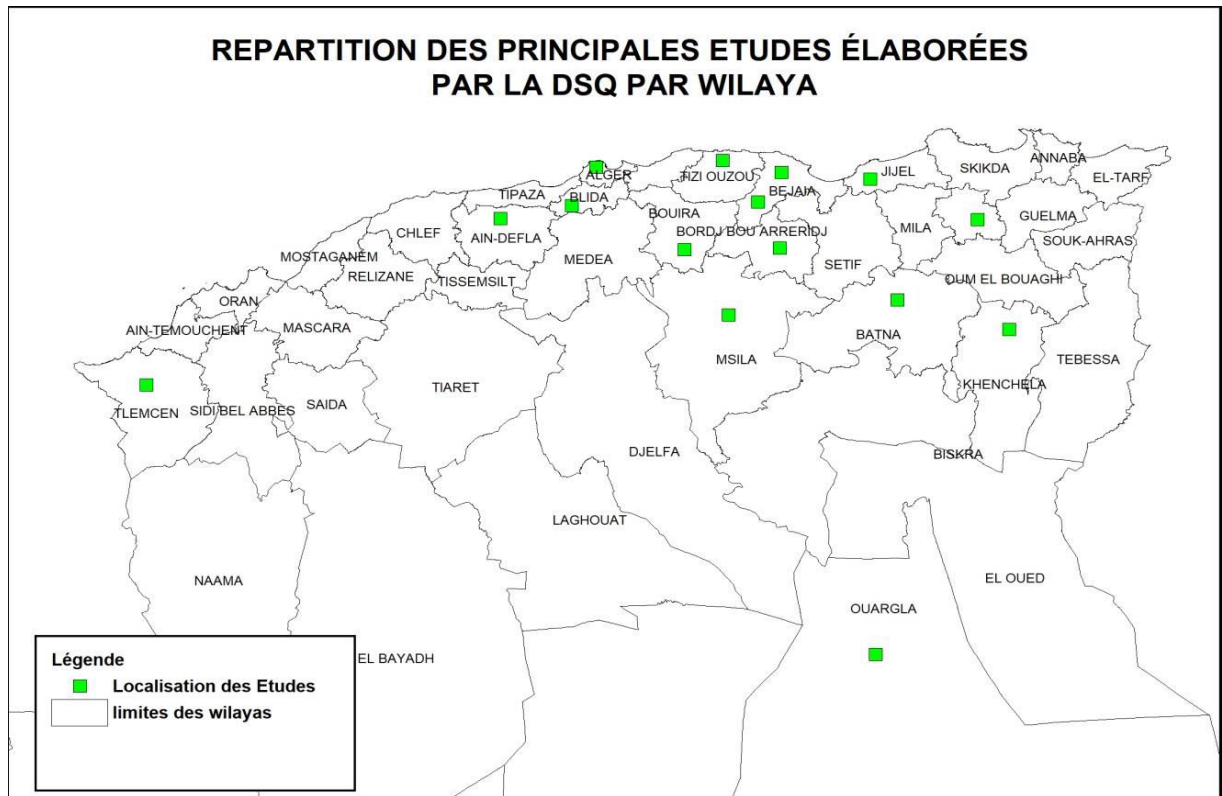 REPARTITION DES PRINCIPALES ETUDES ÉLABORÉES
PAR LA DSQ PAR WILAYA
ALGER
TIZI OUZOU
BEJAIA
JIJEL
SKIKDA
ANNABA
EL-TARF
TIPAZA
BLIDA
BOUIRA
BORDJ BOU ARRERIDJ
MILA
GUELMA
SOUK-AHRAS
CHLEF
AIN-DEFLA
MEDEA
SETIF
MOSTAGANEM
RELIZANE
TISSEMSILT
OUM EL BOUAGHI
ORAN
AIN-TEMOUCHENT
MASCARA
MSILA
BATNA
TEBESSA
TLEMCEN
SIDI BEL ABBES
SAIDA
TIARET
KHENCHELA
DJELFA
BISKRA
LAGHOUAT
NAAMA
EL OUED
OUARGLA
EL BAYADH
Légende
Localisation des Etudes
limites des wilayas